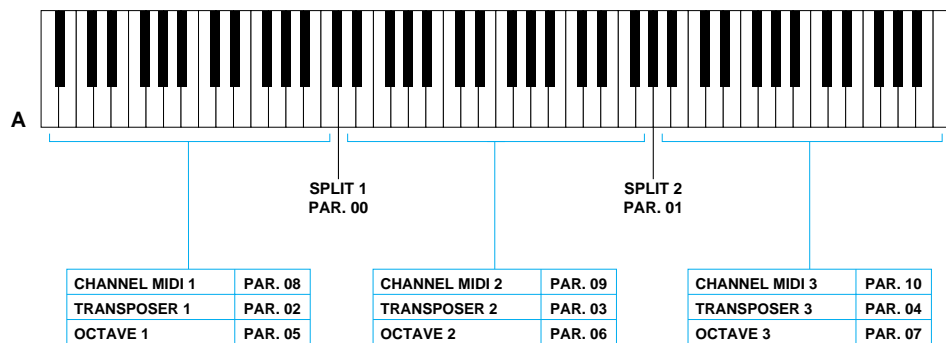 A
SPLIT 1
PAR. 00
SPLIT 2
PAR. 01
CHANNEL MIDI 1 PAR. 08
TRANSPOSER 1 PAR. 02
OCTAVE 1 PAR. 05
CHANNEL MIDI 2 PAR. 09
TRANSPOSER 2 PAR. 03
OCTAVE 2 PAR. 06
CHANNEL MIDI 3 PAR. 10
TRANSPOSER 3 PAR. 04
OCTAVE 3 PAR. 07